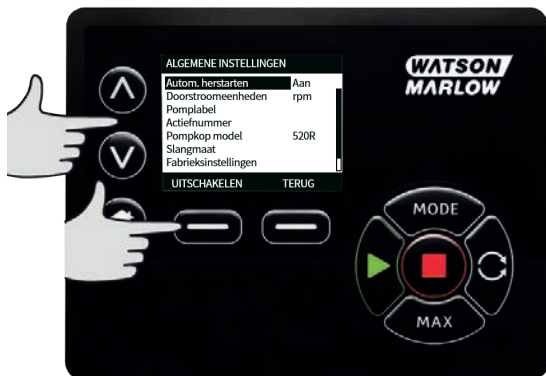 ALGEMENE INSTELLINGEN
Autom. herstarten Aan
Doorstroomeenheden rpm
Pomplabel
Actiefnummer
Pompkop model 520R
Slangmaat
Fabrieksinstellingen
UITSCHAKELEN TERUG
WATSON
MARLOW
MODE
MAX